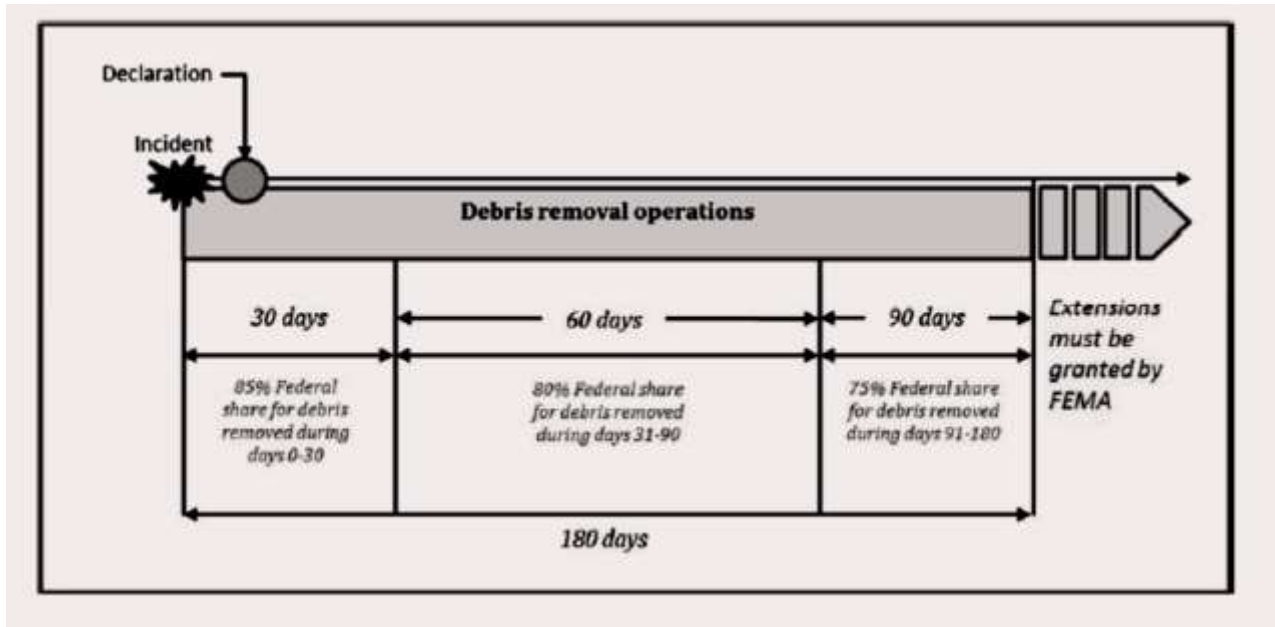 Declaration
Incident
Debris removal operations
30 days
60 days
90 days
85% Federal
share for debris
removed during
days 0-30
80% Federal share
for debris removed
during days 31-90
75% Federal share
for debris removed
during days 91-180
Extensions
must be
granted by
FEMA
180 days